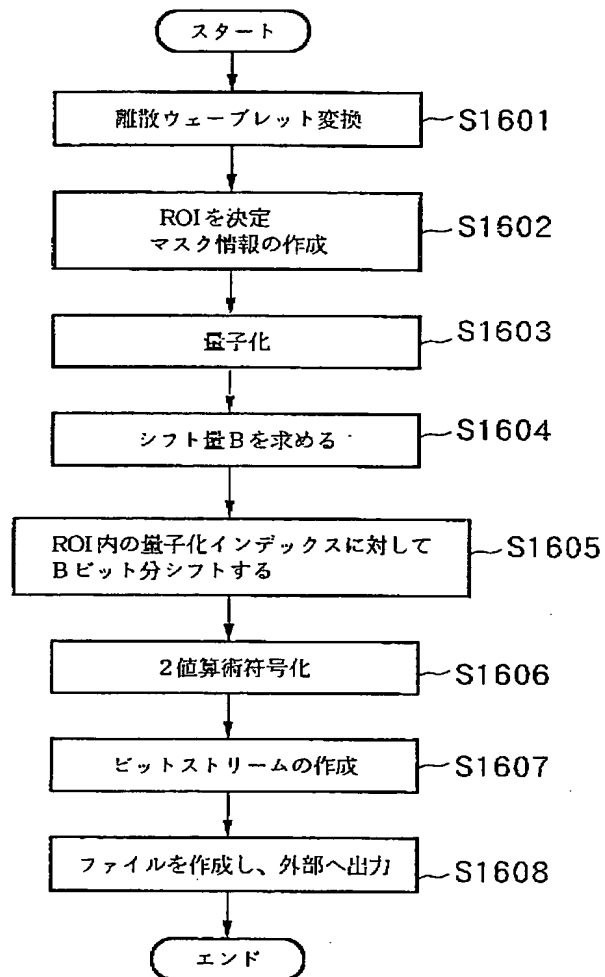 スタート
離散ウェーブレット変換
S1601
ROIを決定
マスク情報の作成
S1602
量子化
S1603
シフト量Bを求める
S1604
ROI内の量子化インデックスに対して
Bビット分シフトする
S1605
2値算術符号化
S1606
ビットストリームの作成
S1607
ファイルを作成し、外部へ出力
S1608
エンド